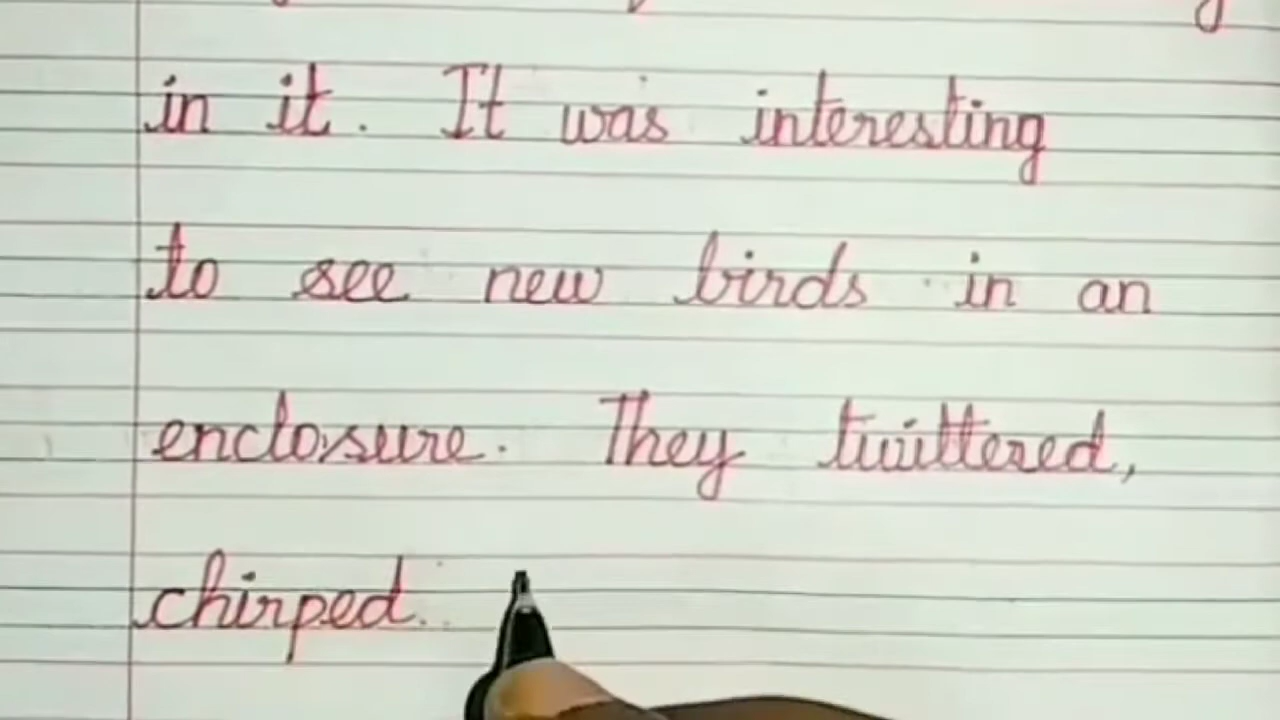 in it. It was interesting
to see new birds in an
enclosure. They twittered,
chirped.